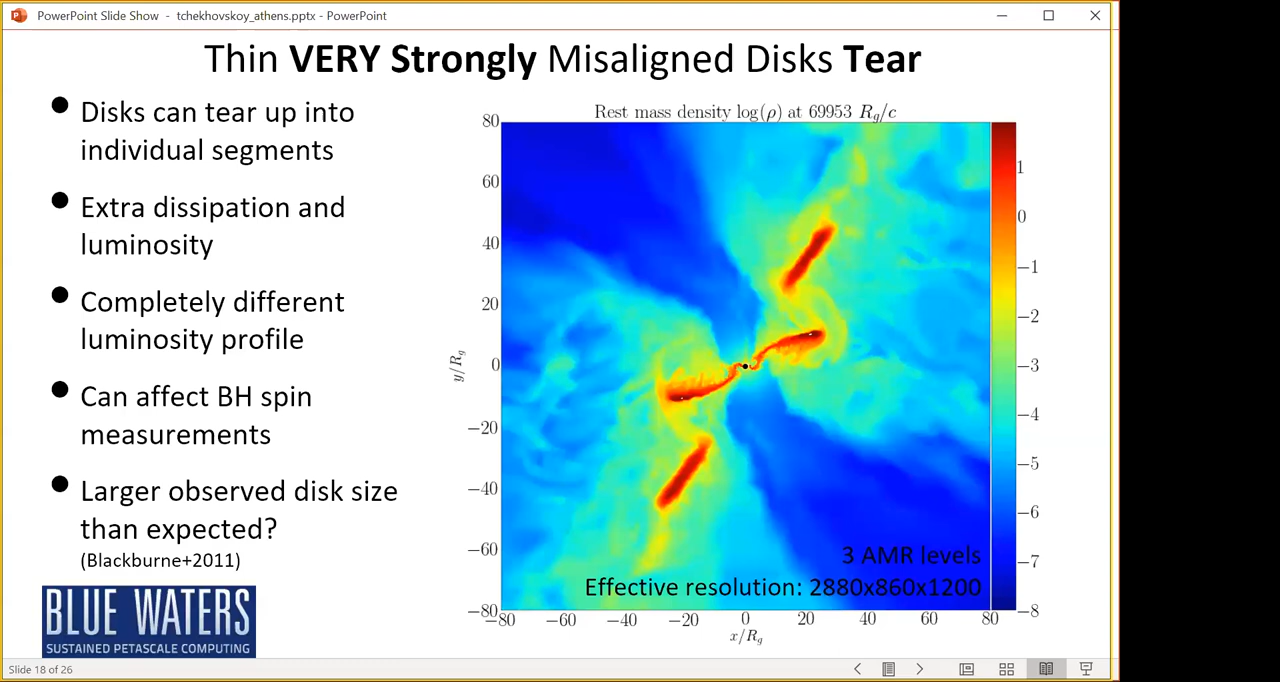 PowerPoint Slide Show - tchekhovskoy_athens.pptx - PowerPoint
Thin VERY Strongly Misaligned Disks Tear
● Disks can tear up into
individual segments
● Extra dissipation and
luminosity
● Completely different
luminosity profile
● Can affect BH spin
measurements
● Larger observed disk size
than expected?
(Blackburne+2011)
BLUE WATERS
SUSTAINED PETASCALE COMPUTING
Rest mass density log(ρ) at 69953 R_g/c
80
60
40
20
0
−20
−40
−60
−80
y/R_g
−80 −60 −40 −20 0 20 40 60 80
x/R_g
3 AMR levels
Effective resolution: 2880x860x1200
1
0
−1
−2
−3
−4
−5
−6
−7
−8
Slide 18 of 26